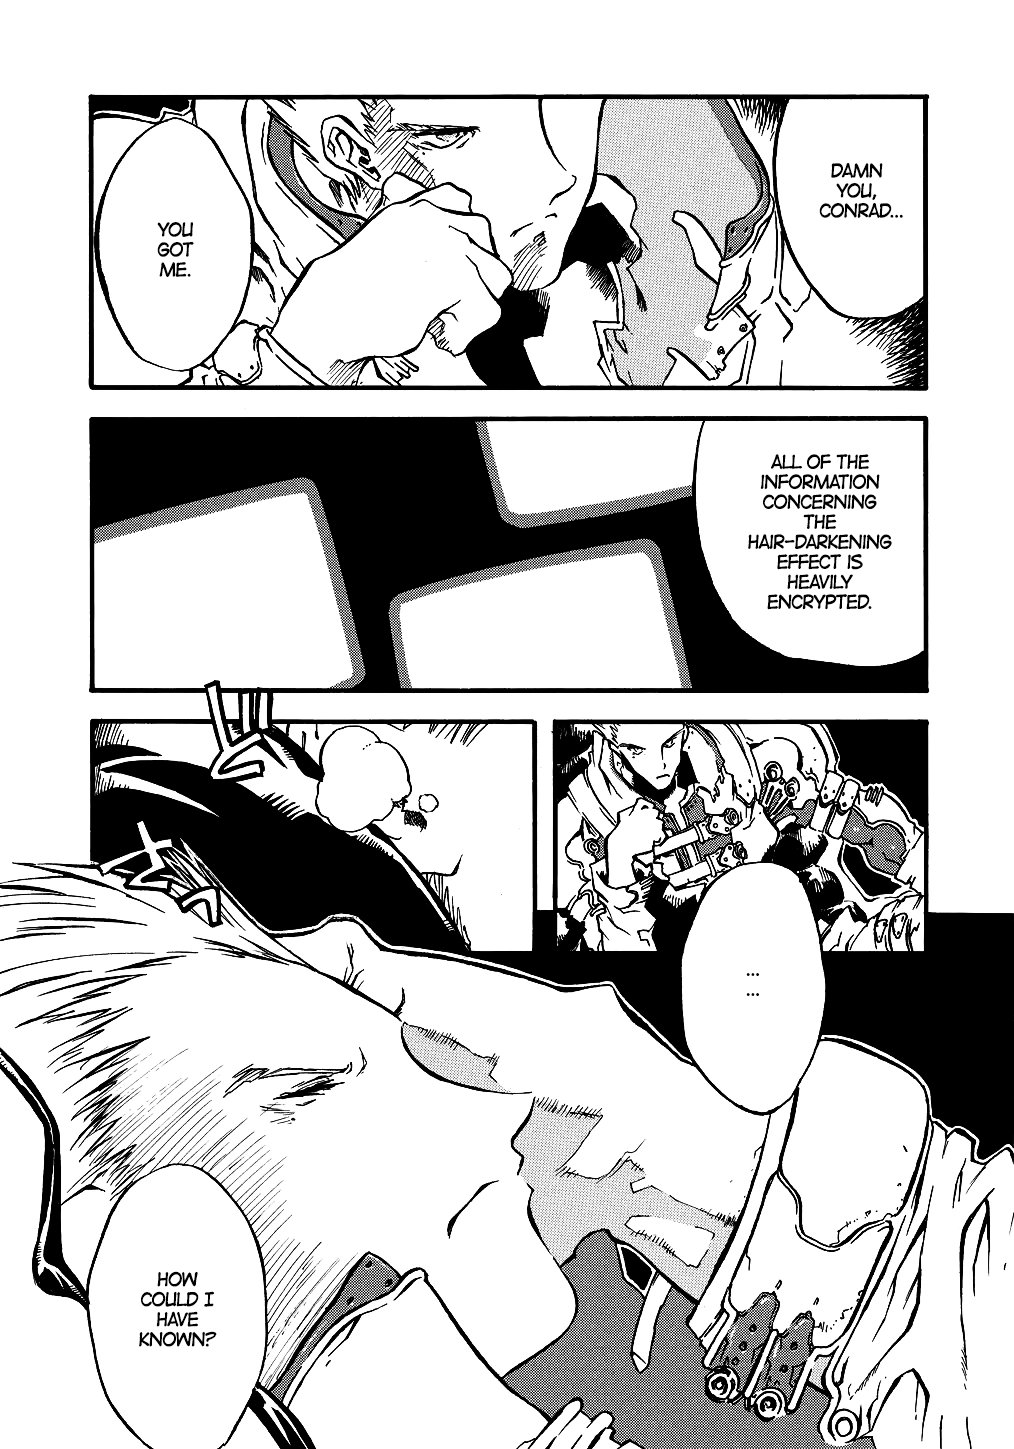 DAMN
YOU,
CONRAD...
YOU
GOT
ME.
ALL OF THE
INFORMATION
CONCERNING
THE
HAIR-DARKENING
EFFECT IS
HEAVILY
ENCRYPTED.
...
...
HOW
COULD I
HAVE
KNOWN?